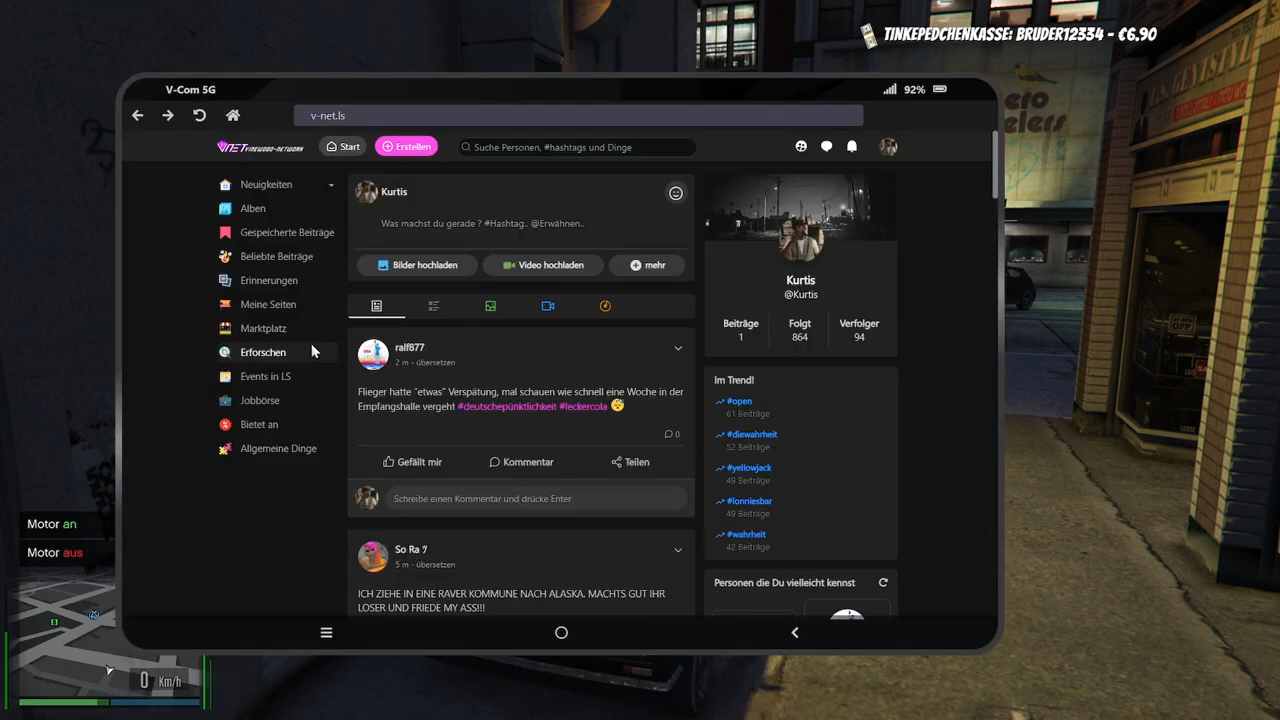 TINKEPEDCHENKASSE: BRUDER12334 - €6.90
V-Com 5G
92%
v-net.ls
VNET VINEWOOD-NETWORK
Start
Erstellen
Suche Personen, #hashtags und Dinge
Neuigkeiten
Alben
Gespeicherte Beiträge
Beliebte Beiträge
Erinnerungen
Meine Seiten
Marktplatz
Erforschen
Events in LS
Jobbörse
Bietet an
Allgemeine Dinge
Kurtis
Was machst du gerade ? #Hashtag.. @Erwähnen..
Bilder hochladen
Video hochladen
mehr
ralf877
2 m - übersetzen
Flieger hatte "etwas" Verspätung, mal schauen wie schnell eine Woche in der
Empfangshalle vergeht #deutschepünktlichkeit #leckercola 😴
0
Gefällt mir
Kommentar
Teilen
Schreibe einen Kommentar und drücke Enter
So Ra ツ
5 m - übersetzen
ICH ZIEHE IN EINE RAVER KOMMUNE NACH ALASKA. MACHTS GUT IHR
LOSER UND FRIEDE MY ASS!!!
Kurtis
@Kurtis
Beiträge
1
Folgt
864
Verfolger
94
Im Trend!
#open
61 Beiträge
#diewahrheit
52 Beiträge
#yellowjack
49 Beiträge
#lonniesbar
49 Beiträge
#wahrheit
42 Beiträge
Personen die Du vielleicht kennst
Motor an
Motor aus
0 Km/h
OFF